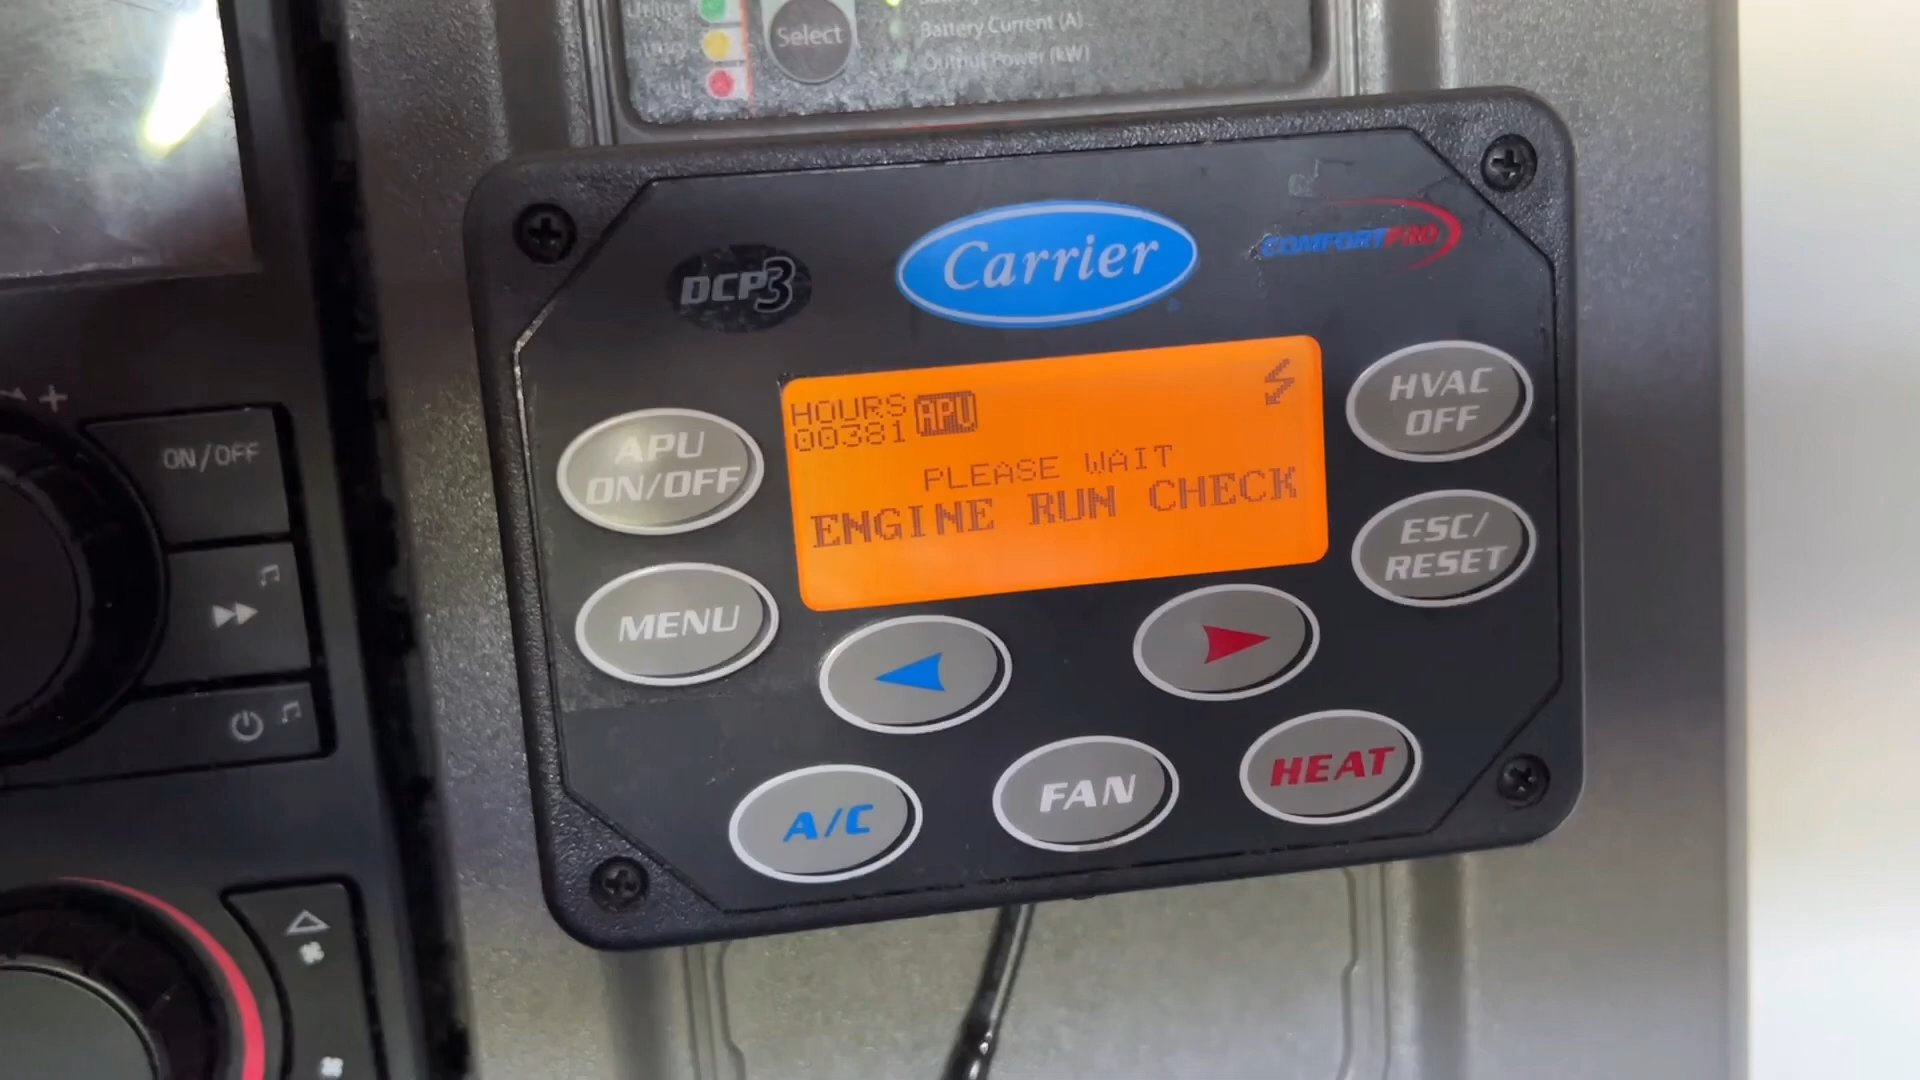 Select
Battery Current (A)
Output Power (kW)
DCP3
Carrier
COMFORTPRO
HOURS APU
00381
PLEASE WAIT
ENGINE RUN CHECK
APU
ON/OFF
MENU
HVAC
OFF
ESC/
RESET
A/C
FAN
HEAT
ON/OFF